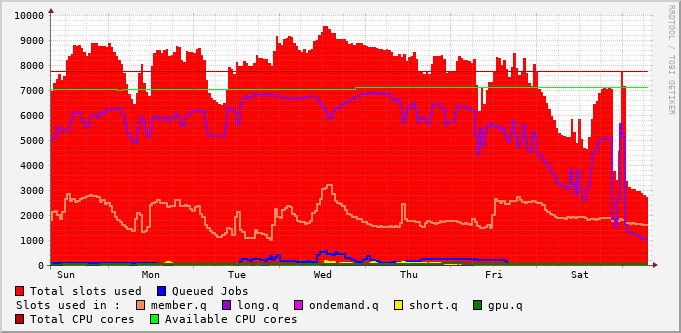 10000
9000
8000
7000
6000
5000
4000
3000
2000
1000
0
Sun Mon Tue Wed Thu Fri Sat
RRDTOOL / TOBI OETIKER
Total slots used Queued Jobs
Slots used in : member.q long.q ondemand.q short.q gpu.q
Total CPU cores Available CPU cores